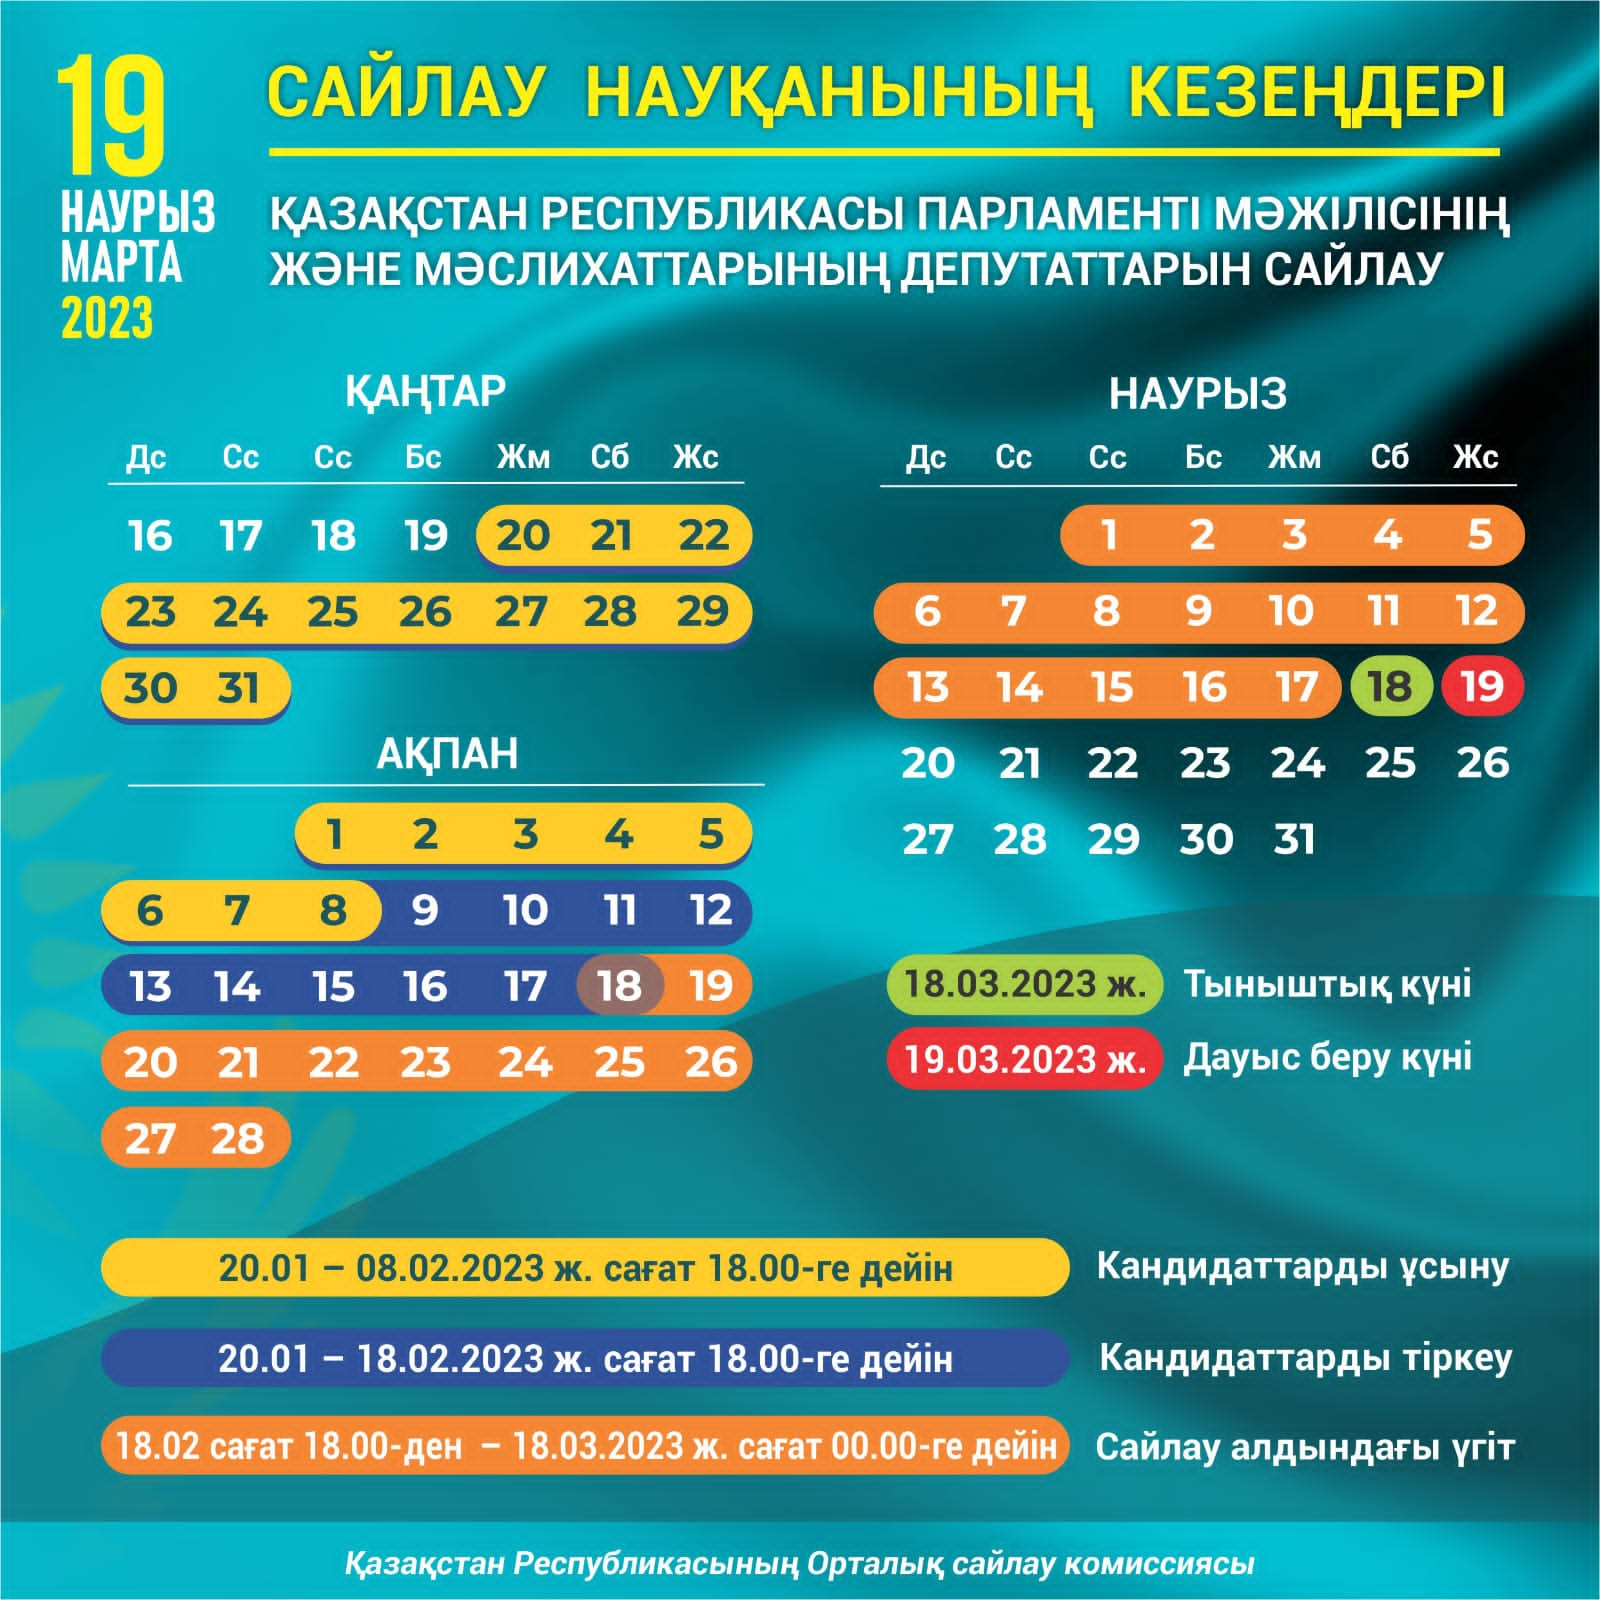 19
НАУРЫЗ
МАРТА
2023
САЙЛАУ НАУҚАНЫНЫҢ КЕЗЕҢДЕРІ
ҚАЗАҚСТАН РЕСПУБЛИКАСЫ ПАРЛАМЕНТІ МӘЖІЛІСІНІҢ
ЖӘНЕ МӘСЛИХАТТАРЫНЫҢ ДЕПУТАТТАРЫН САЙЛАУ
ҚАҢТАР
Дс Сс Сс Бс Жм Сб Жс
16 17 18 19 20 21 22
23 24 25 26 27 28 29
30 31
АҚПАН
1 2 3 4 5
6 7 8 9 10 11 12
13 14 15 16 17 18 19
20 21 22 23 24 25 26
27 28
НАУРЫЗ
Дс Сс Сс Бс Жм Сб Жс
1 2 3 4 5
6 7 8 9 10 11 12
13 14 15 16 17 18 19
20 21 22 23 24 25 26
27 28 29 30 31
18.03.2023 ж. Тыныштық күні
19.03.2023 ж. Дауыс беру күні
20.01 – 08.02.2023 ж. сағат 18.00-ге дейін Кандидаттарды ұсыну
20.01 – 18.02.2023 ж. сағат 18.00-ге дейін Кандидаттарды тіркеу
18.02 сағат 18.00-ден – 18.03.2023 ж. сағат 00.00-ге дейін Сайлау алдындағы үгіт
Қазақстан Республикасының Орталық сайлау комиссиясы